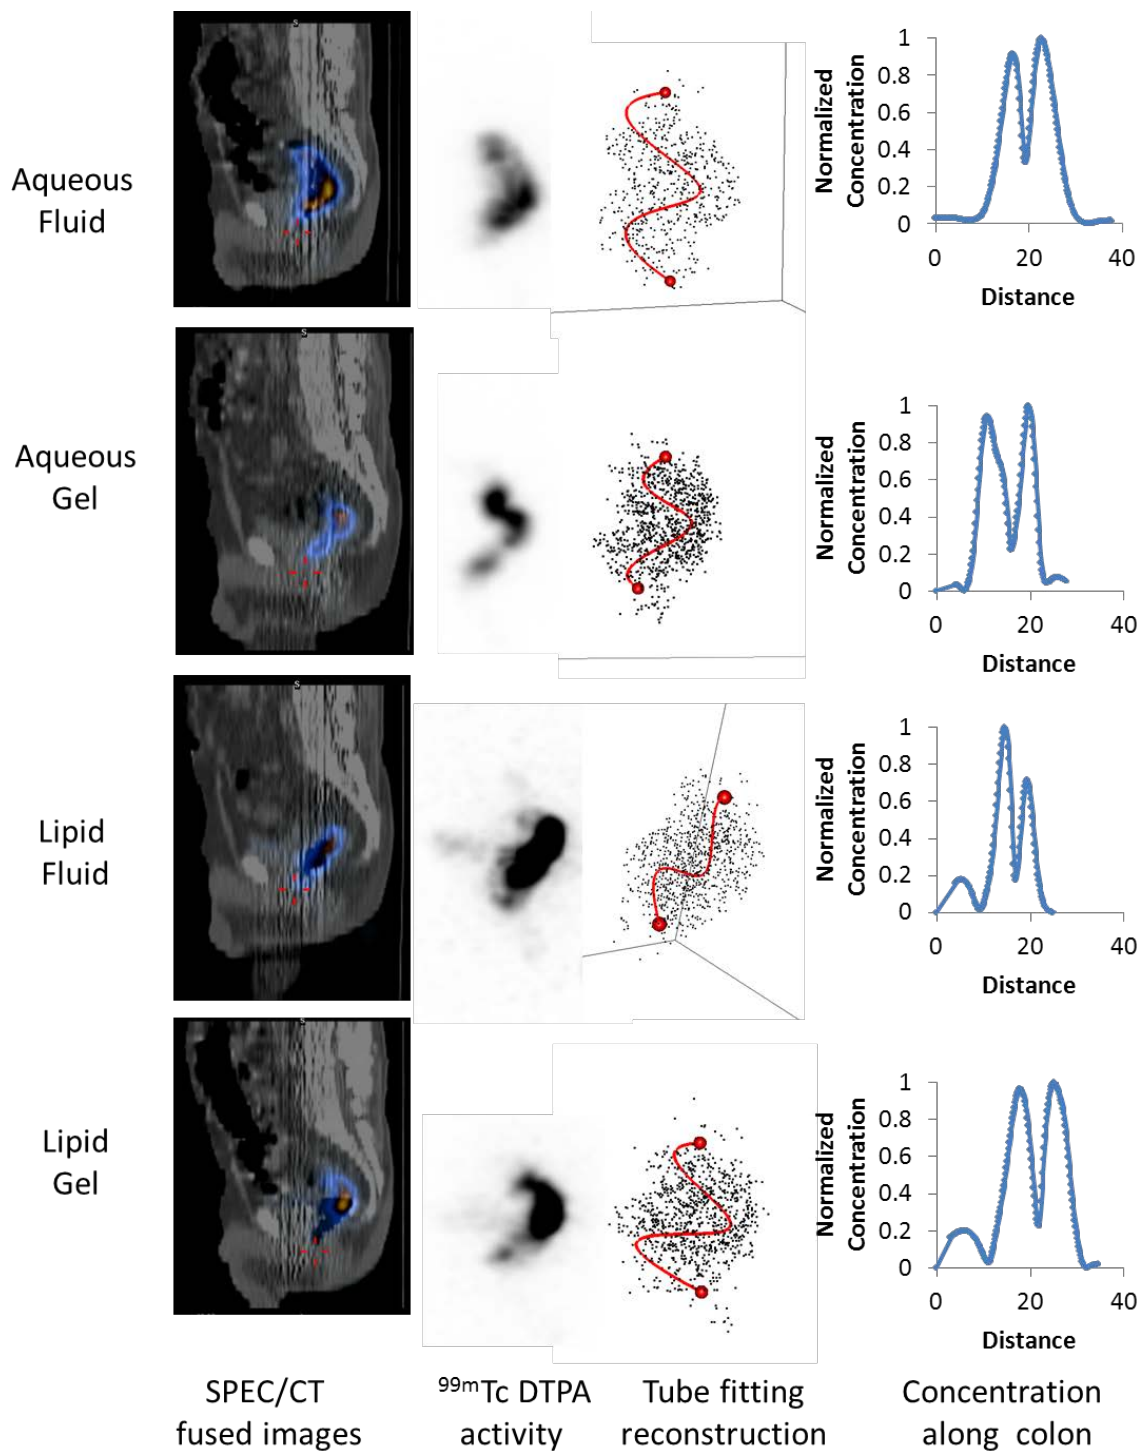 S
Aqueous
Fluid
Normalized
Concentration
1
0.8
0.6
0.4
0.2
0
0 20 40
Distance
S
Aqueous
Gel
Normalized
Concentration
1
0.8
0.6
0.4
0.2
0
0 20 40
Distance
S
Lipid
Fluid
Normalized
Concentration
1
0.8
0.6
0.4
0.2
0
0 20 40
Distance
S
Lipid
Gel
Normalized
Concentration
1
0.8
0.6
0.4
0.2
0
0 20 40
Distance
SPEC/CT
fused images
99mTc DTPA
activity
Tube fitting
reconstruction
Concentration
along colon